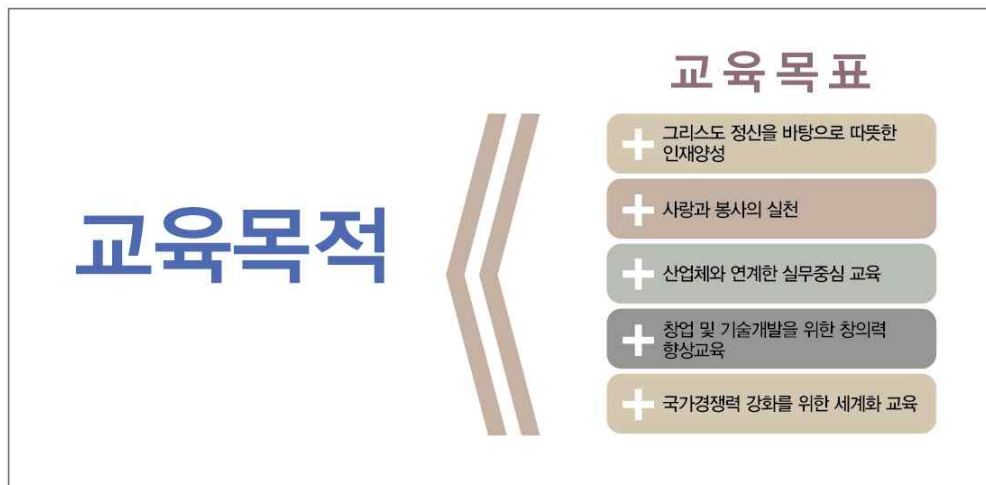 교육목표
그리스도 정신을 바탕으로 따뜻한
인재양성
사랑과 봉사의 실천
교육목적
산업체와 연계한 실무중심 교육
창업 및 기술개발을 위한 창의력
향상교육
국가경쟁력 강화를 위한 세계화 교육